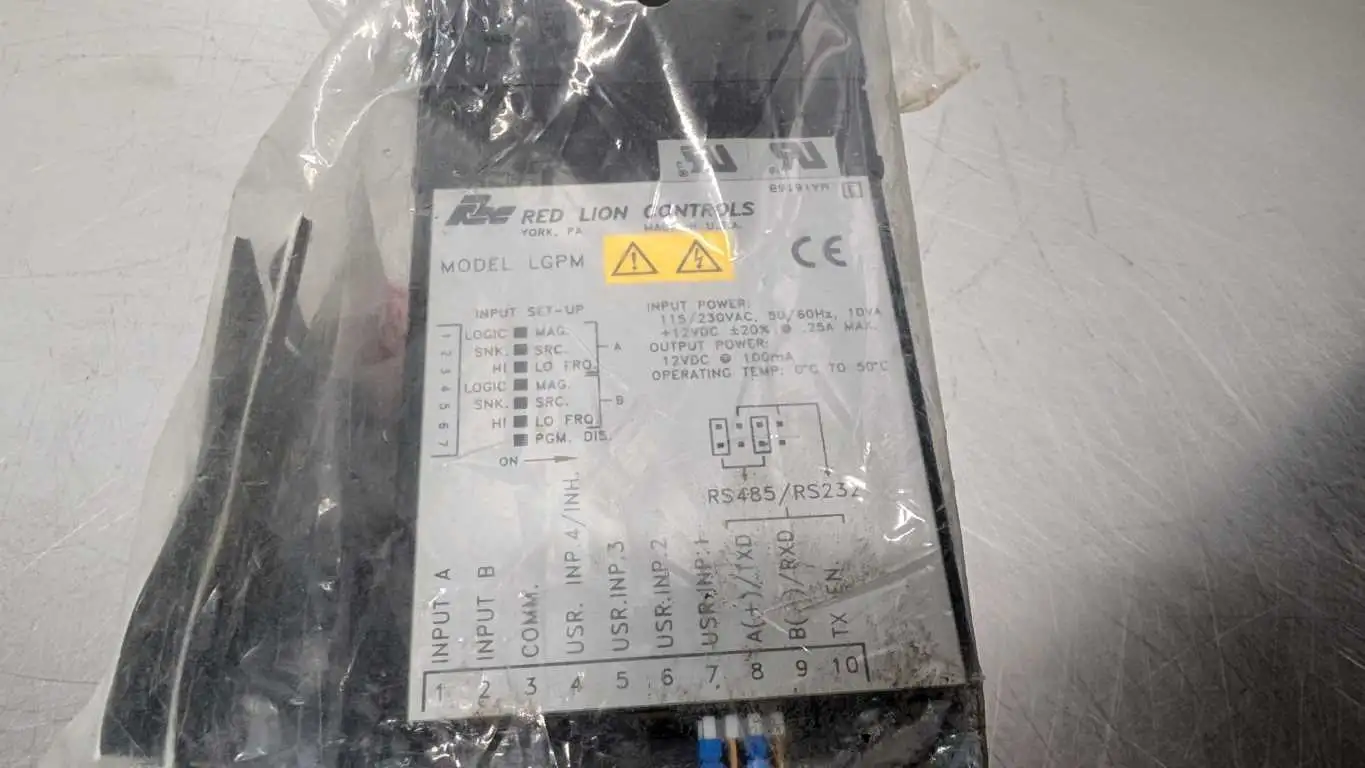 MA1615B
RED LION CONTROLS
YORK, PA MADE IN U.S.A.
MODEL LGPM
CE
INPUT SET-UP
1 LOGIC MAG.
2 SNK. SRC. A
3 HI LO FRQ.
4 LOGIC MAG.
5 SNK. SRC. B
6 HI LO FRQ.
7 PGM. DIS.
ON
INPUT POWER:
115/230VAC, 50/60Hz, 10VA
+12VDC ±20% @ .25A MAX.
OUTPUT POWER:
12VDC @ 100mA
OPERATING TEMP: 0°C TO 50°C
RS485/RS232
INPUT A
INPUT B
COMM.
USR. INP.4/INH.
USR.INP.3
USR.INP.2
USR.INP.1
A(+)/TXD
B(-)/RXD
TX EN.
1 2 3 4 5 6 7 8 9 10